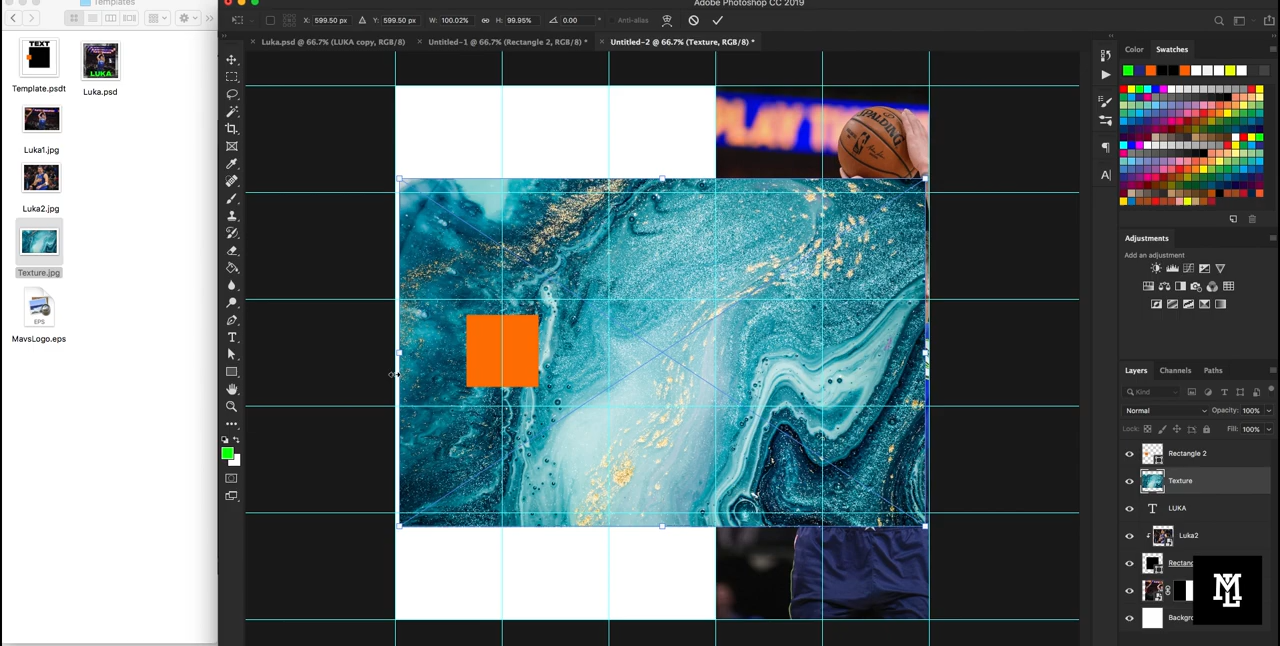 Templates
Adobe Photoshop CC 2019
X: 599.50 px
Y: 599.50 px
W: 100.02%
H: 99.95%
0.00
°
Anti-alias
Luka.psd @ 66.7% (LUKA copy, RGB/8)
Untitled-1 @ 66.7% (Rectangle 2, RGB/8) *
Untitled-2 @ 66.7% (Texture, RGB/8) *
TEXT
Template.psdt
LUKA
Luka.psd
Luka1.jpg
Luka2.jpg
Texture.jpg
EPS
MavsLogo.eps
SPALDING
Color
Swatches
Adjustments
Add an adjustment
Layers
Channels
Paths
Kind
Normal
Opacity: 100%
Lock:
Fill: 100%
Rectangle 2
Texture
LUKA
Luka2
Rectang
Backgro
ML